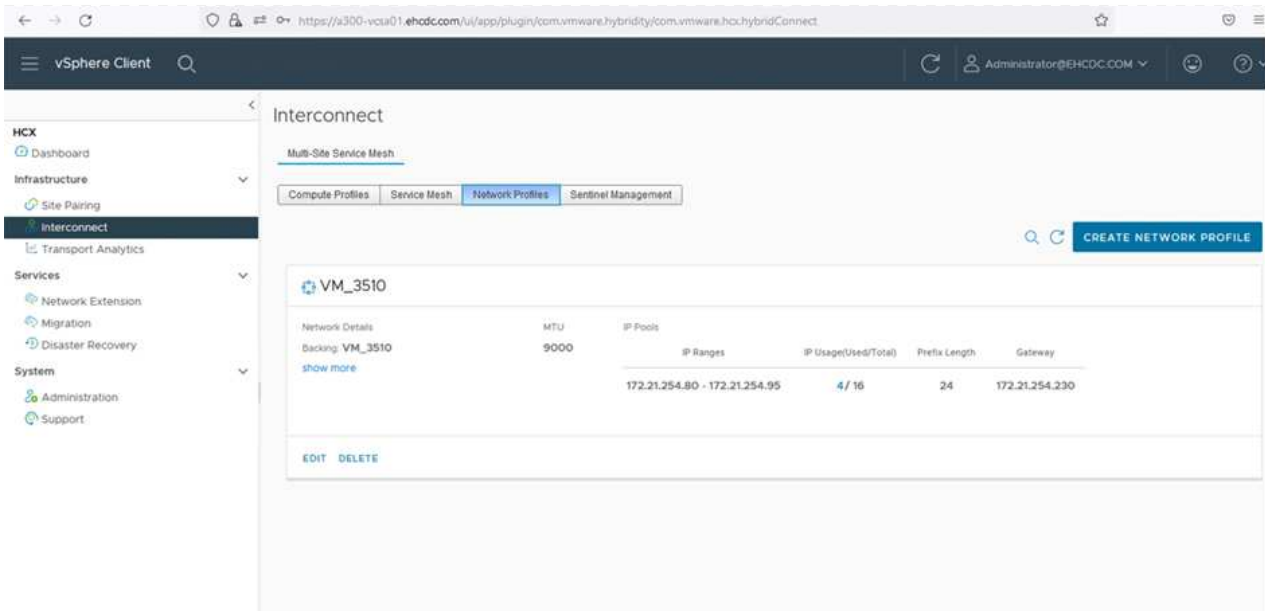 https://a300-vcsa01.ehcdc.com/ui/app/plugin/com.vmware.hybridity/com.vmware.hcx.hybridConnect
vSphere Client
Administrator@EHCDC.COM
HCX
Dashboard
Infrastructure
Site Pairing
Interconnect
Transport Analytics
Services
Network Extension
Migration
Disaster Recovery
System
Administration
Support
Interconnect
Multi-Site Service Mesh
Compute Profiles Service Mesh Network Profiles Sentinel Management
CREATE NETWORK PROFILE
VM_3510
Network Details MTU IP Pools
Backing: VM_3510 9000 IP Ranges IP Usage(Used/Total) Prefix Length Gateway
show more
172.21.254.80 - 172.21.254.95 4/ 16 24 172.21.254.230
EDIT DELETE